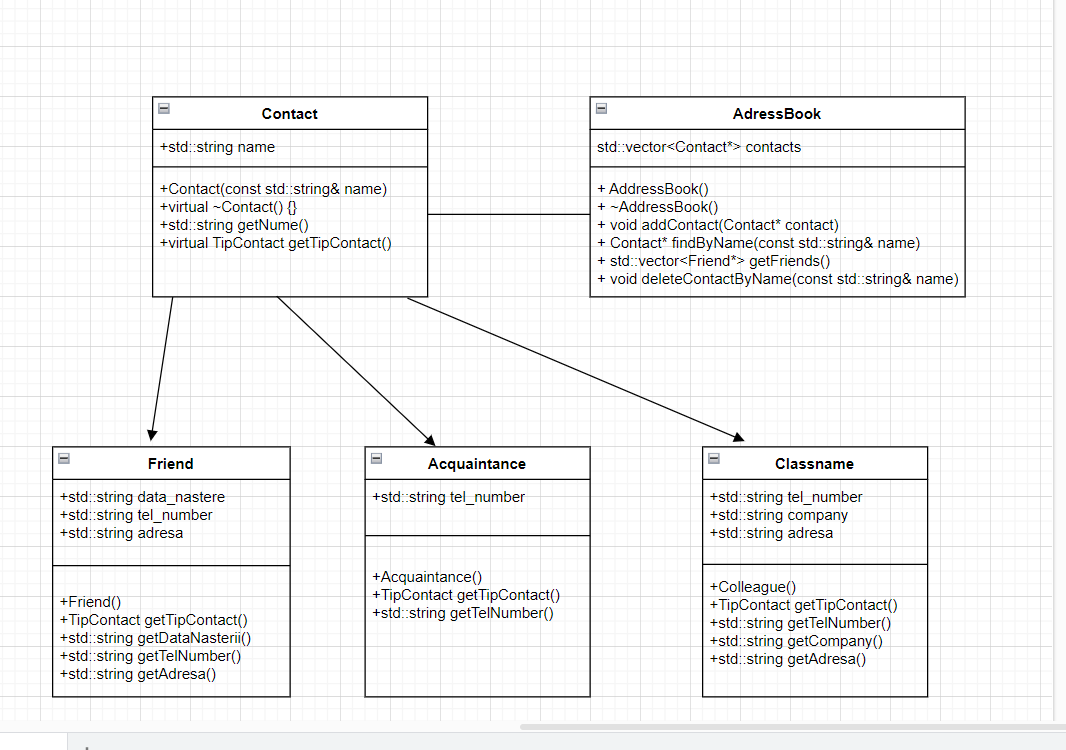 Contact
+std::string name
+Contact(const std::string& name)
+virtual ~Contact() {}
+std::string getNume()
+virtual TipContact getTipContact()
AdressBook
std::vector<Contact*> contacts
+ AddressBook()
+ ~AddressBook()
+ void addContact(Contact* contact)
+ Contact* findByName(const std::string& name)
+ std::vector<Friend*> getFriends()
+ void deleteContactByName(const std::string& name)
Friend
+std::string data_nastere
+std::string tel_number
+std::string adresa
+Friend()
+TipContact getTipContact()
+std::string getDataNasterii()
+std::string getTelNumber()
+std::string getAdresa()
Acquaintance
+std::string tel_number
+Acquaintance()
+TipContact getTipContact()
+std::string getTelNumber()
Classname
+std::string tel_number
+std::string company
+std::string adresa
+Colleague()
+TipContact getTipContact()
+std::string getTelNumber()
+std::string getCompany()
+std::string getAdresa()